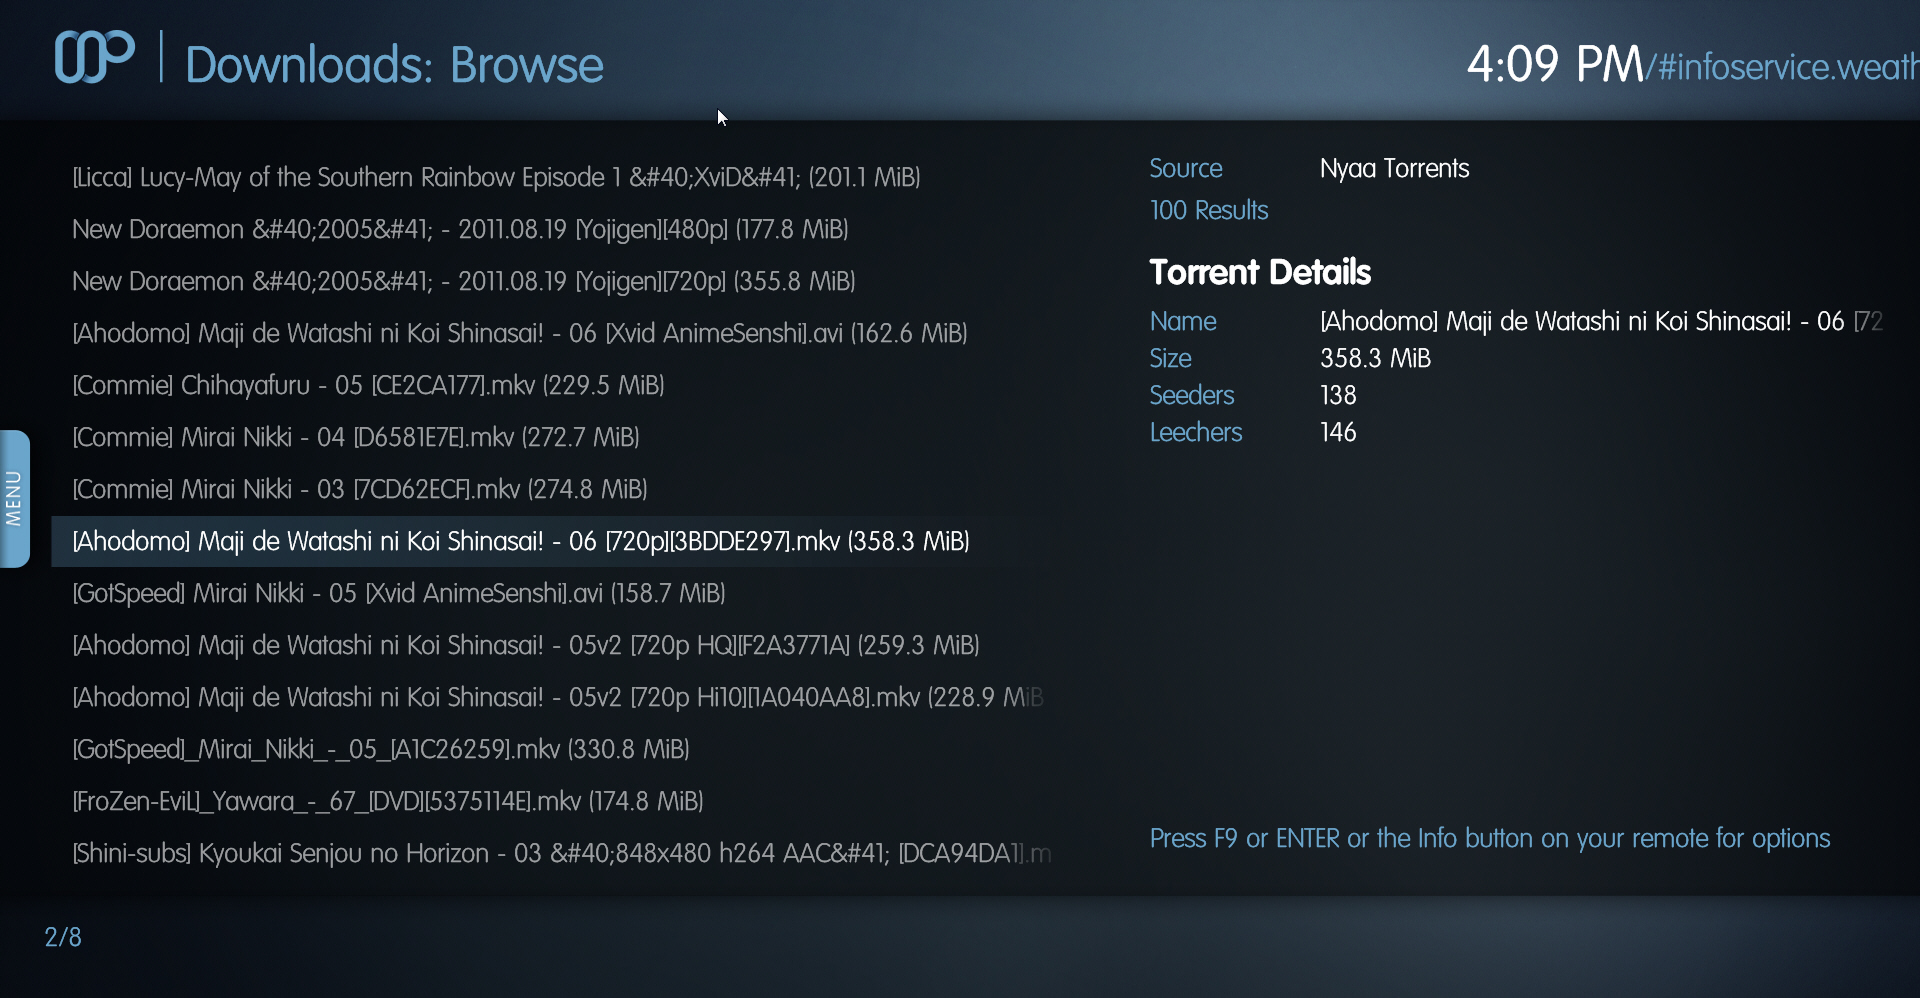 Downloads: Browse
4:09 PM/#infoservice.weath
[Licca] Lucy-May of the Southern Rainbow Episode 1 &#40;XviD&#41; (201.1 MiB)
New Doraemon &#40;2005&#41; - 2011.08.19 [Yojigen][480p] (177.8 MiB)
New Doraemon &#40;2005&#41; - 2011.08.19 [Yojigen][720p] (355.8 MiB)
[Ahodomo] Maji de Watashi ni Koi Shinasai! - 06 [Xvid AnimeSenshi].avi (162.6 MiB)
[Commie] Chihayafuru - 05 [CE2CA177].mkv (229.5 MiB)
[Commie] Mirai Nikki - 04 [D6581E7E].mkv (272.7 MiB)
[Commie] Mirai Nikki - 03 [7CD62ECF].mkv (274.8 MiB)
[Ahodomo] Maji de Watashi ni Koi Shinasai! - 06 [720p][3BDDE297].mkv (358.3 MiB)
[GotSpeed] Mirai Nikki - 05 [Xvid AnimeSenshi].avi (158.7 MiB)
[Ahodomo] Maji de Watashi ni Koi Shinasai! - 05v2 [720p HQ][F2A3771A] (259.3 MiB)
[Ahodomo] Maji de Watashi ni Koi Shinasai! - 05v2 [720p Hi10][1A040AA8].mkv (228.9 MiB
[GotSpeed]_Mirai_Nikki_-_05_[A1C26259].mkv (330.8 MiB)
[FroZen-EviL]_Yawara_-_67_[DVD][5375114E].mkv (174.8 MiB)
[Shini-subs] Kyoukai Senjou no Horizon - 03 &#40;848x480 h264 AAC&#41; [DCA94DA1].m
MENU
Source Nyaa Torrents
100 Results
Torrent Details
Name [Ahodomo] Maji de Watashi ni Koi Shinasai! - 06 [72
Size 358.3 MiB
Seeders 138
Leechers 146
Press F9 or ENTER or the Info button on your remote for options
2/8